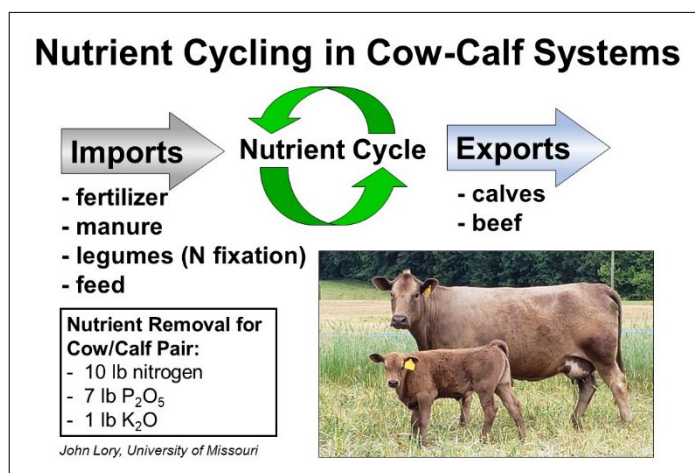 Nutrient Cycling in Cow-Calf Systems
Imports
Nutrient Cycle
Exports
- fertilizer
- manure
- legumes (N fixation)
- feed
- calves
- beef
Nutrient Removal for
Cow/Calf Pair:
- 10 lb nitrogen
- 7 lb P₂O₅
- 1 lb K₂O
John Lory, University of Missouri